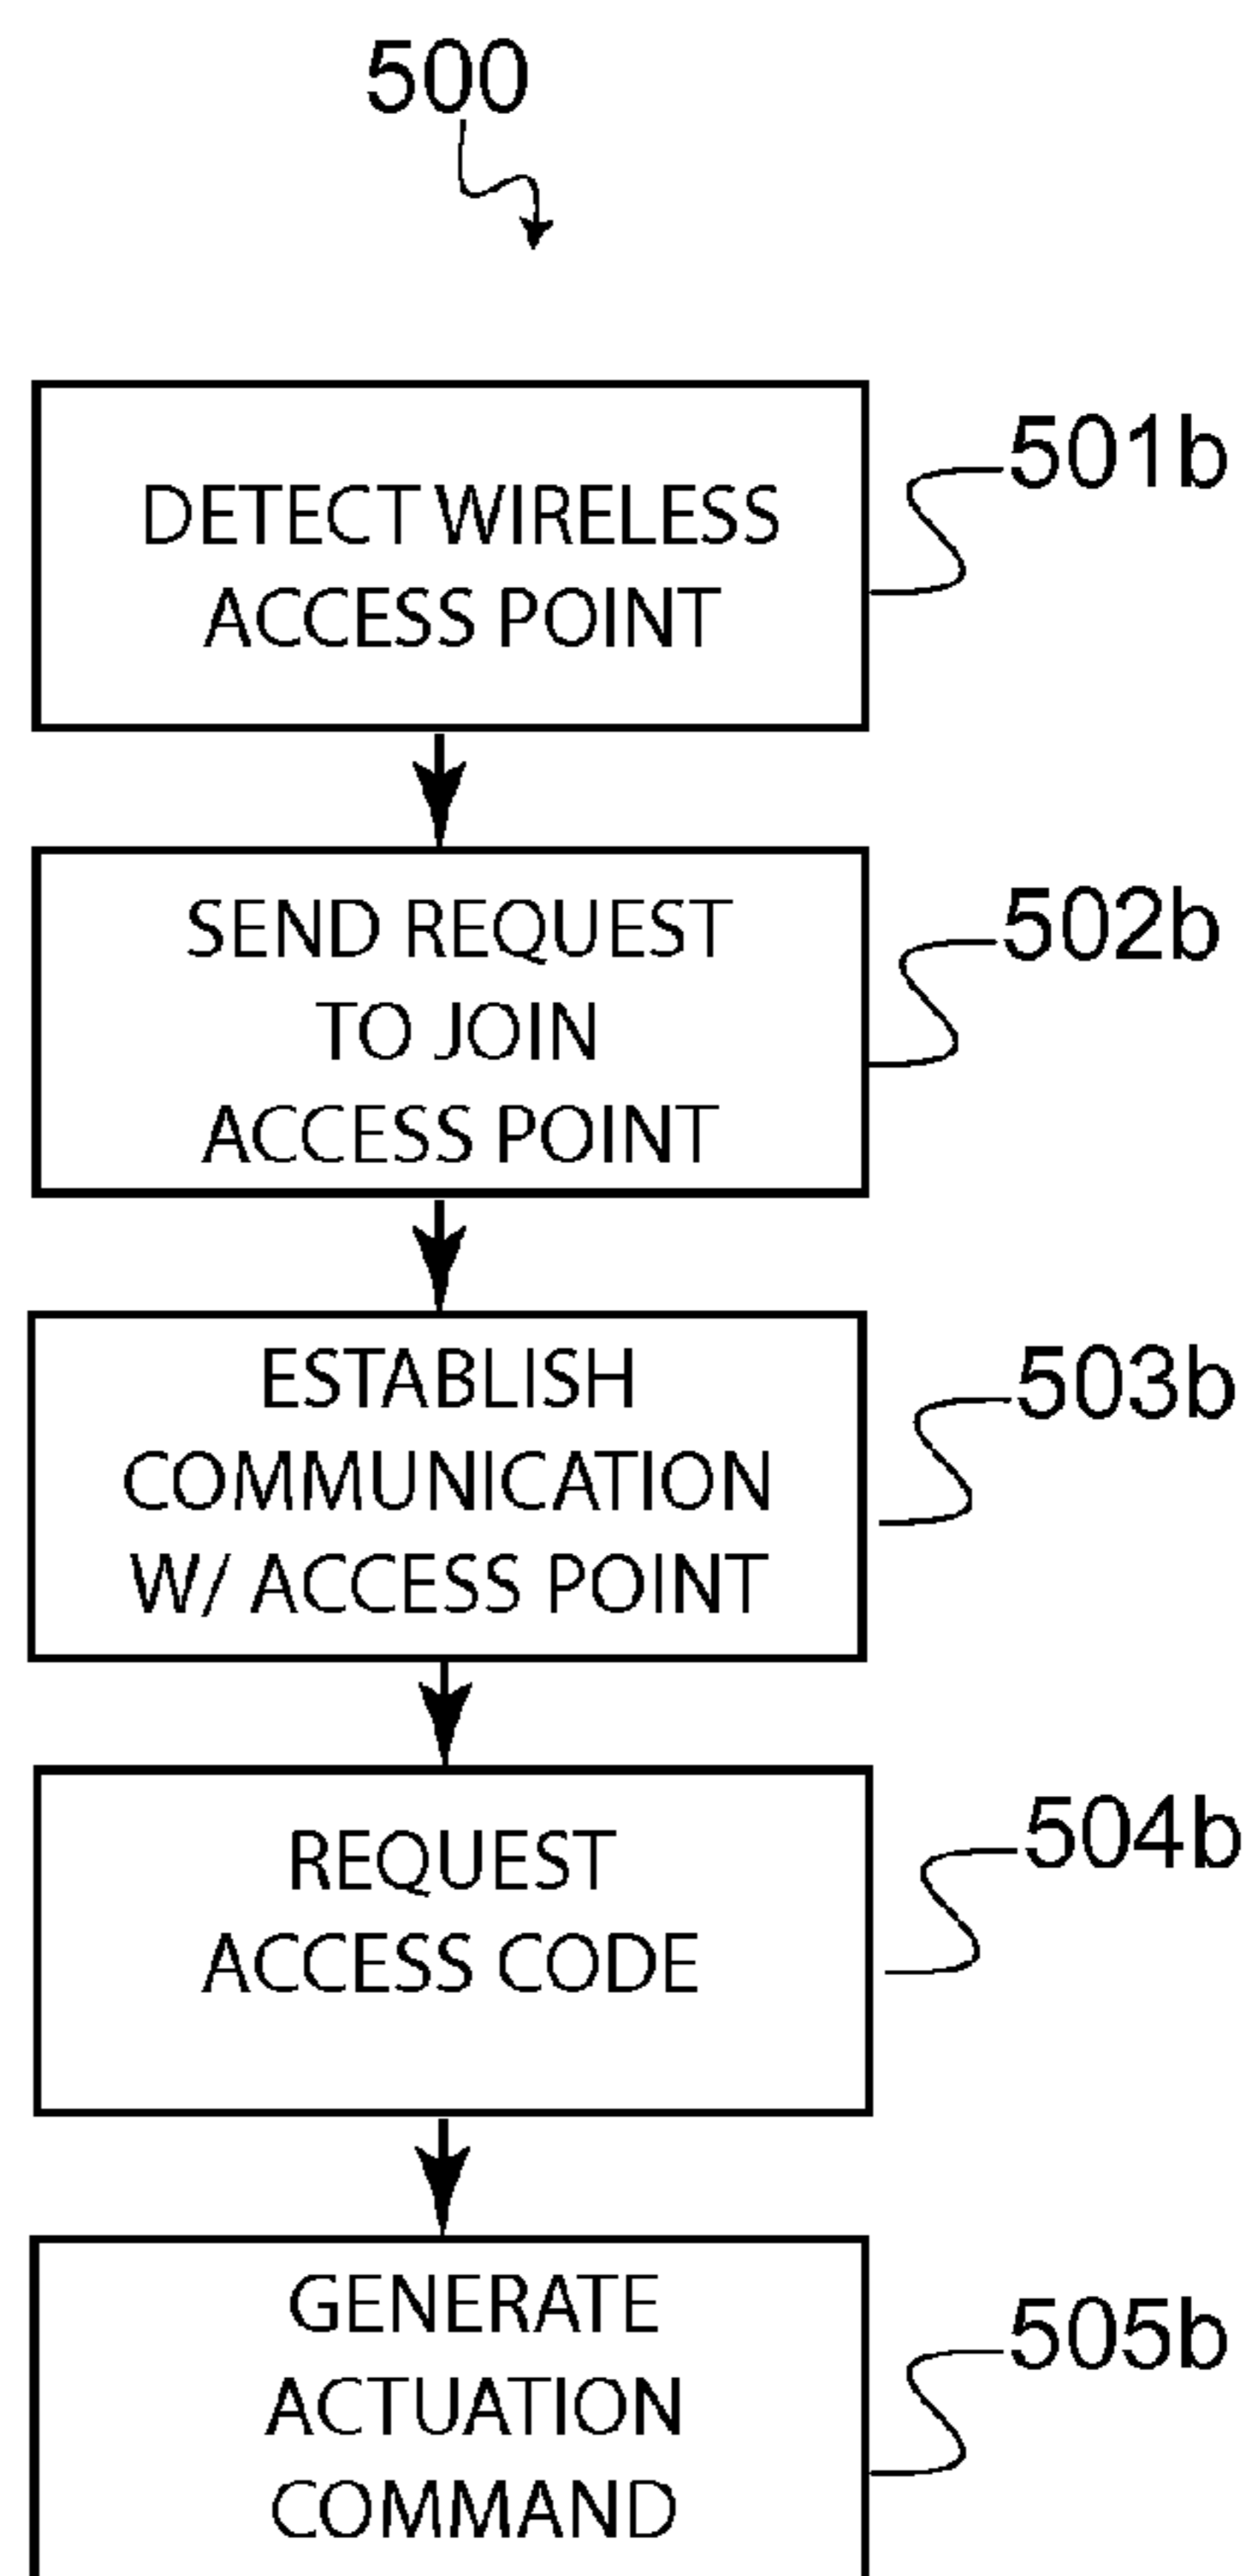 500
DETECT WIRELESS
ACCESS POINT
501b
SEND REQUEST
TO JOIN
ACCESS POINT
502b
ESTABLISH
COMMUNICATION
W/ ACCESS POINT
503b
REQUEST
ACCESS CODE
504b
GENERATE
ACTUATION
COMMAND
505b